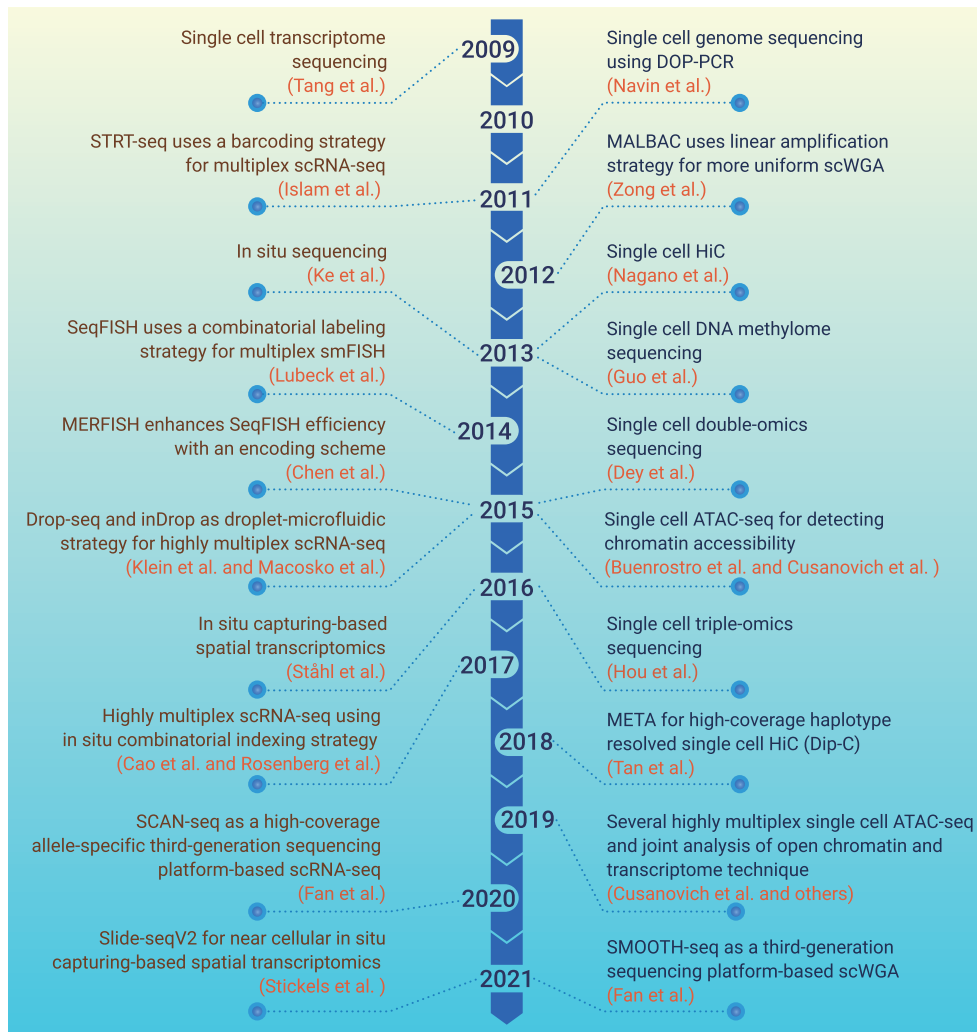 Single cell transcriptome
sequencing
(Tang et al.)
2009
Single cell genome sequencing
using DOP-PCR
(Navin et al.)
2010
STRT-seq uses a barcoding strategy
for multiplex scRNA-seq
(Islam et al.)
2011
MALBAC uses linear amplification
strategy for more uniform scWGA
(Zong et al.)
In situ sequencing
(Ke et al.)
2012
Single cell HiC
(Nagano et al.)
SeqFISH uses a combinatorial labeling
strategy for multiplex smFISH
(Lubeck et al.)
2013
Single cell DNA methylome
sequencing
(Guo et al.)
MERFISH enhances SeqFISH efficiency
with an encoding scheme
(Chen et al.)
2014
Single cell double-omics
sequencing
(Dey et al.)
Drop-seq and inDrop as droplet-microfluidic
strategy for highly multiplex scRNA-seq
(Klein et al. and Macosko et al.)
2015
Single cell ATAC-seq for detecting
chromatin accessibility
(Buenrostro et al. and Cusanovich et al. )
2016
In situ capturing-based
spatial transcriptomics
(Ståhl et al.)
2017
Single cell triple-omics
sequencing
(Hou et al.)
Highly multiplex scRNA-seq using
in situ combinatorial indexing strategy
(Cao et al. and Rosenberg et al.)
2018
META for high-coverage haplotype
resolved single cell HiC (Dip-C)
(Tan et al.)
SCAN-seq as a high-coverage
allele-specific third-generation sequencing
platform-based scRNA-seq
(Fan et al.)
2019
Several highly multiplex single cell ATAC-seq
and joint analysis of open chromatin and
transcriptome technique
(Cusanovich et al. and others)
2020
Slide-seqV2 for near cellular in situ
capturing-based spatial transcriptomics
(Stickels et al. )
2021
SMOOTH-seq as a third-generation
sequencing platform-based scWGA
(Fan et al.)